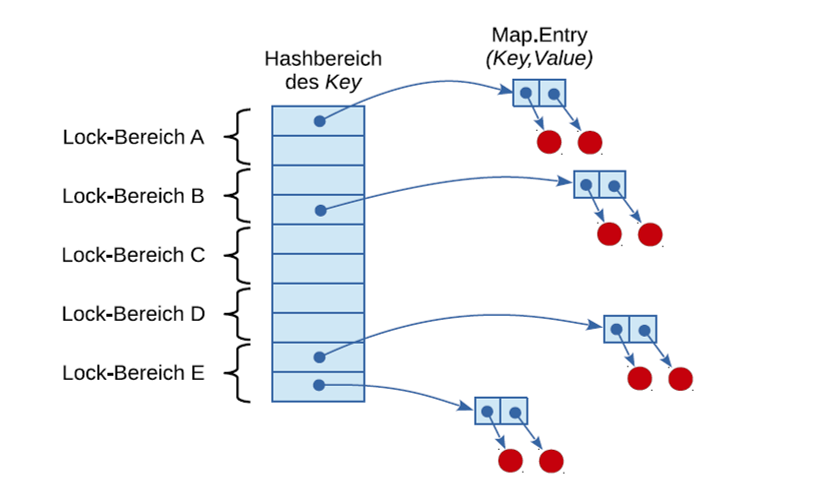 Map.Entry
(Key,Value)
Hashbereich
des Key
Lock-Bereich A
Lock-Bereich B
Lock-Bereich C
Lock-Bereich D
Lock-Bereich E